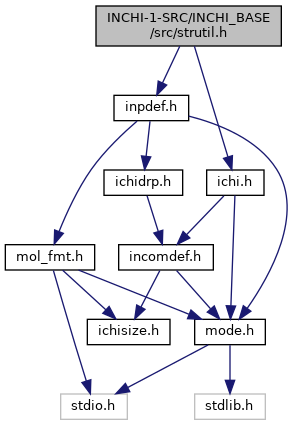 INCHI-1-SRC/INCHI_BASE
/src/strutil.h
inpdef.h
ichidrp.h
ichi.h
mol_fmt.h
incomdef.h
ichisize.h
mode.h
stdio.h
stdlib.h